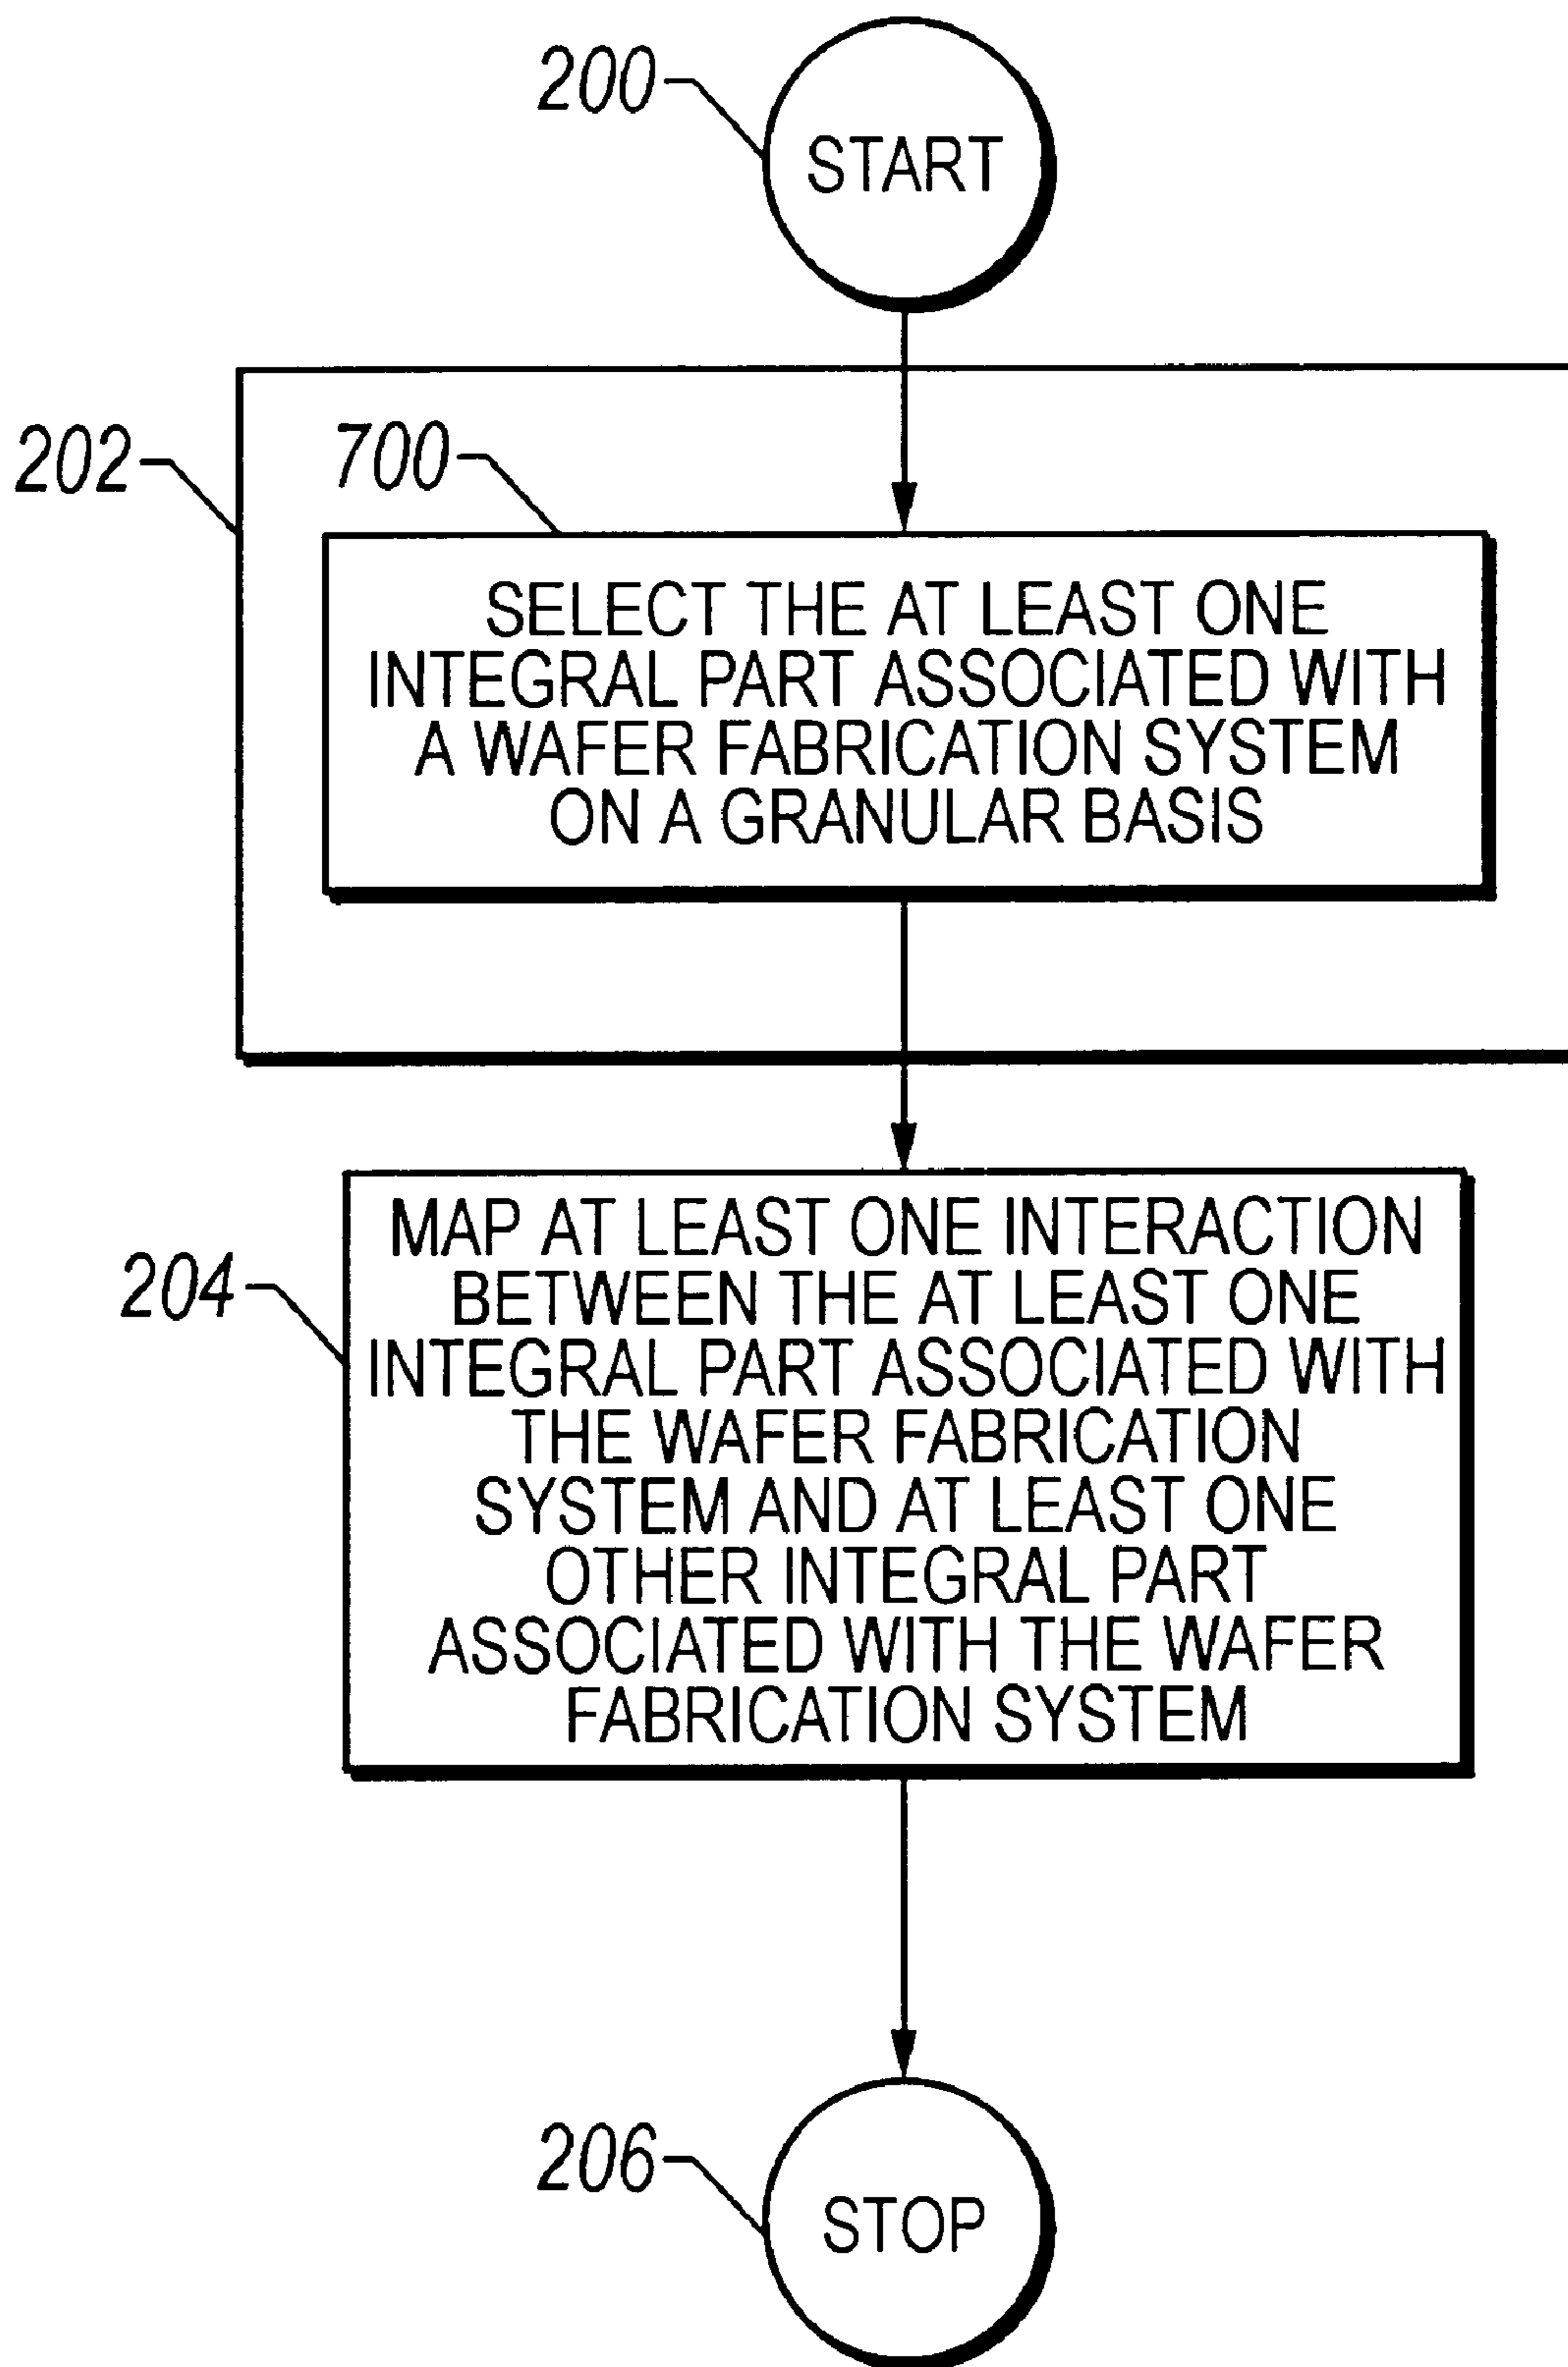 200
START
202
700
SELECT THE AT LEAST ONE
INTEGRAL PART ASSOCIATED WITH
A WAFER FABRICATION SYSTEM
ON A GRANULAR BASIS
204
MAP AT LEAST ONE INTERACTION
BETWEEN THE AT LEAST ONE
INTEGRAL PART ASSOCIATED WITH
THE WAFER FABRICATION
SYSTEM AND AT LEAST ONE
OTHER INTEGRAL PART
ASSOCIATED WITH THE WAFER
FABRICATION SYSTEM
206
STOP